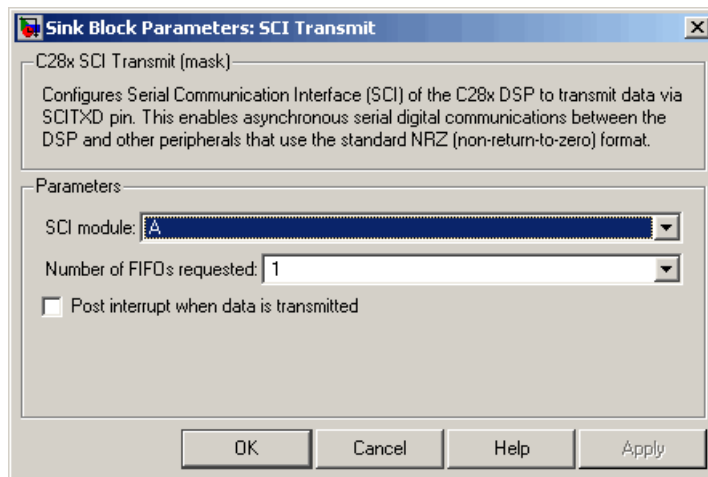 Sink Block Parameters: SCI Transmit
C28x SCI Transmit (mask)
Configures Serial Communication Interface (SCI) of the C28x DSP to transmit data via
SCITXD pin. This enables asynchronous serial digital communications between the
DSP and other peripherals that use the standard NRZ (non-return-to-zero) format.
Parameters
SCI module: A
Number of FIFOs requested: 1
Post interrupt when data is transmitted
OK Cancel Help Apply